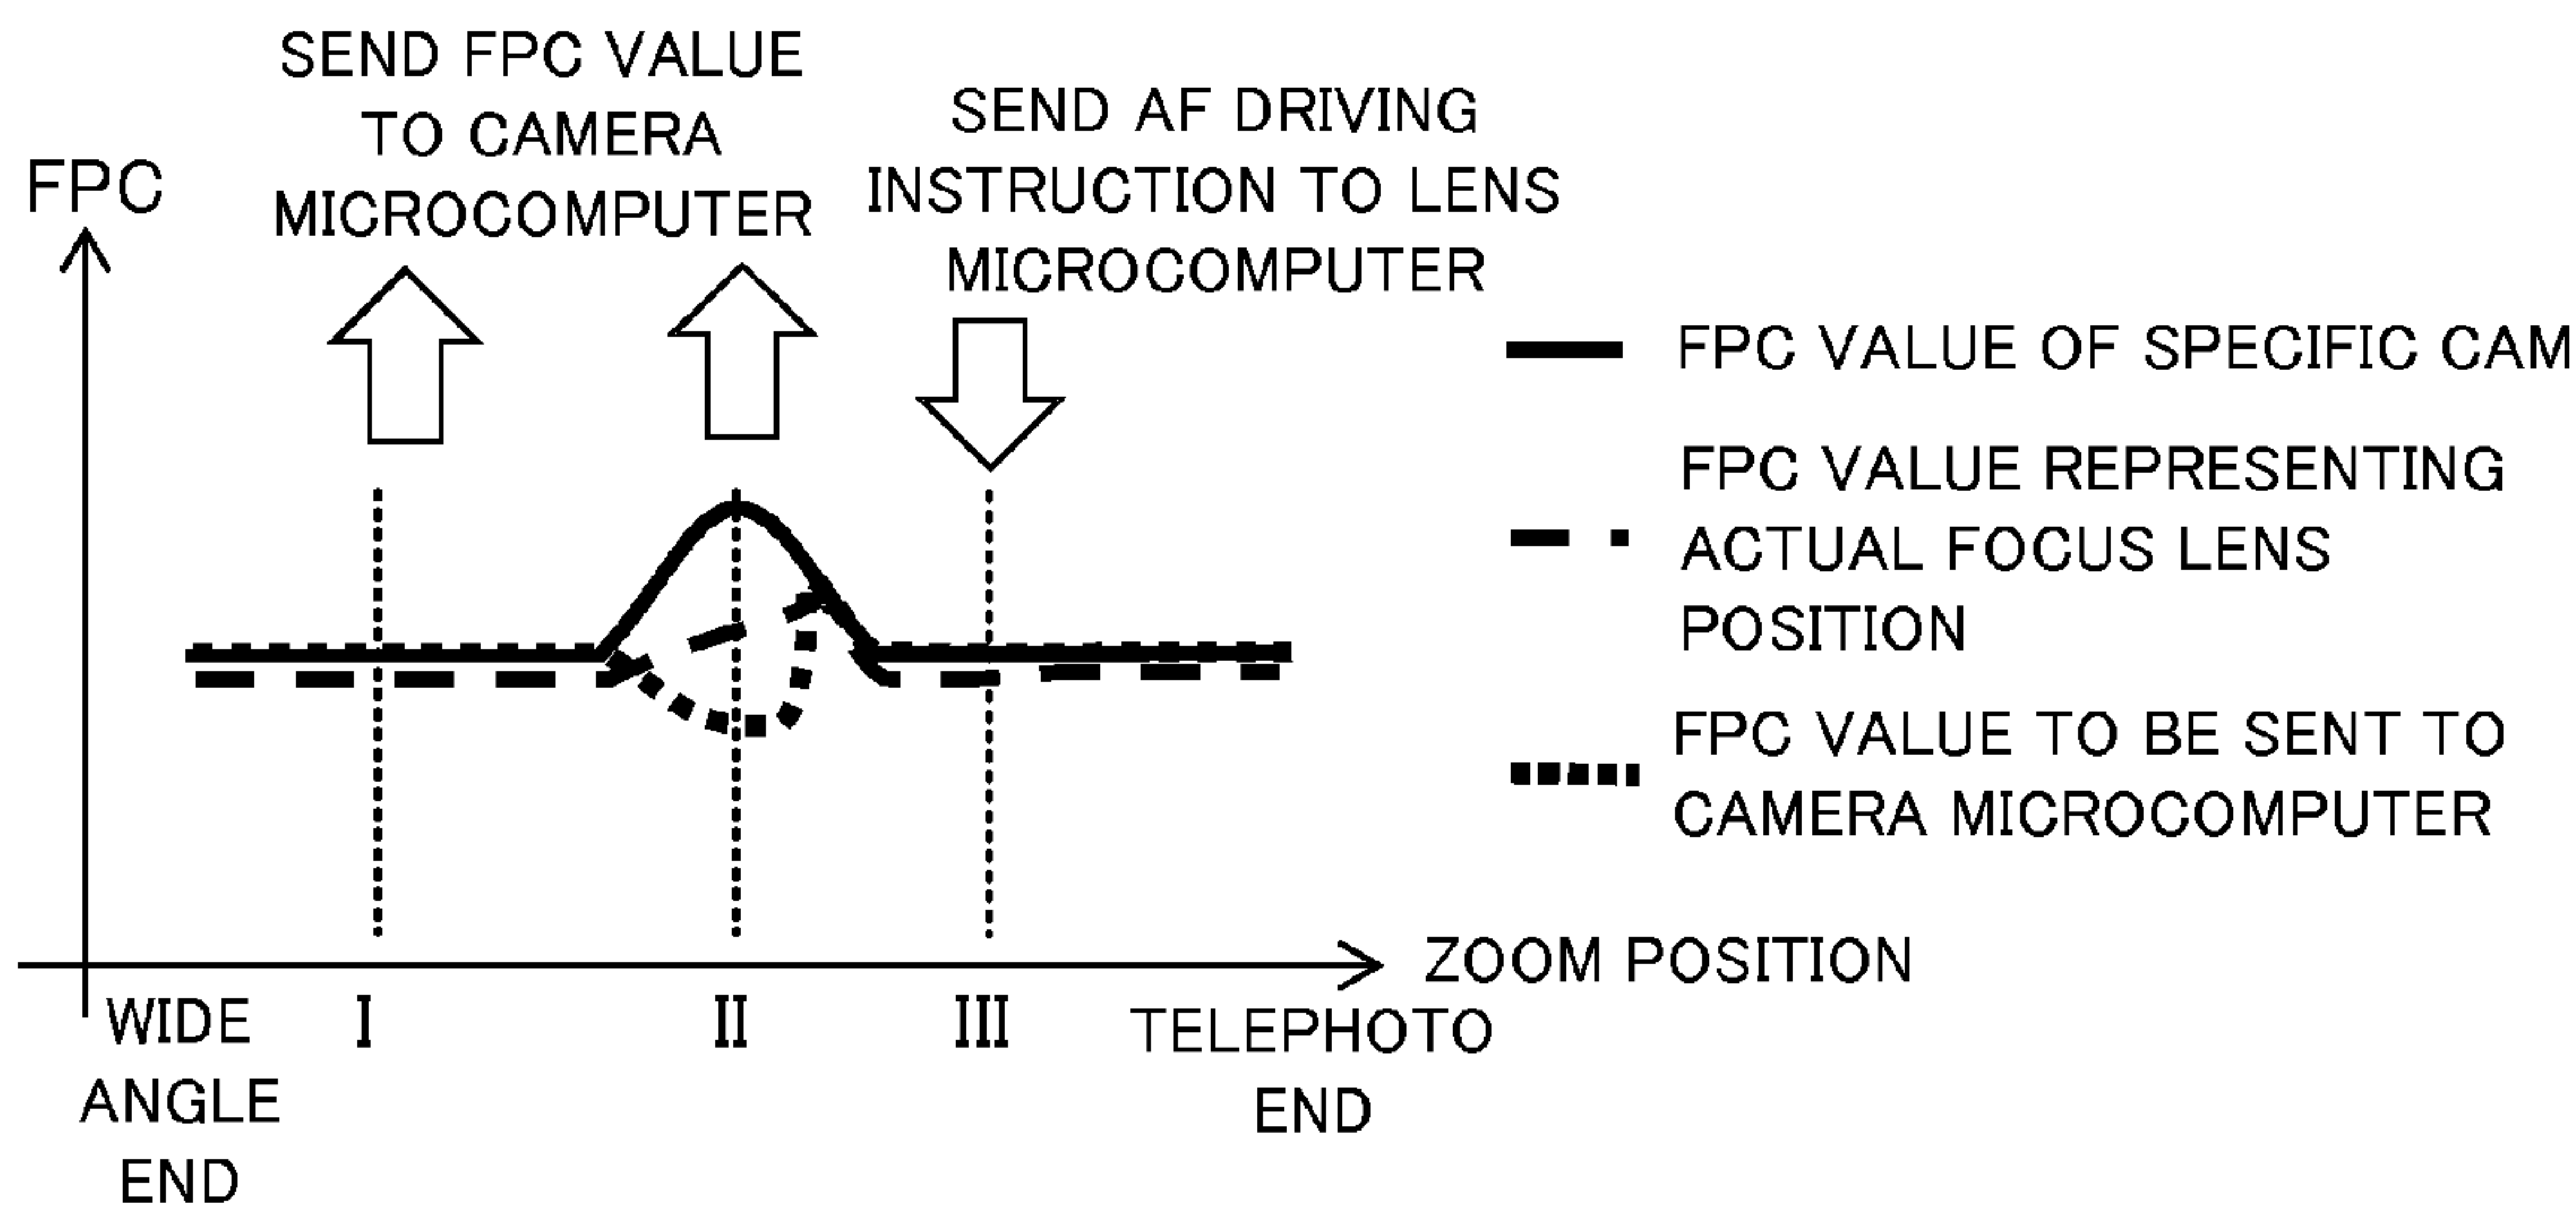 SEND FPC VALUE
TO CAMERA
MICROCOMPUTER
SEND AF DRIVING
INSTRUCTION TO LENS
MICROCOMPUTER
FPC
FPC VALUE OF SPECIFIC CAM
FPC VALUE REPRESENTING
ACTUAL FOCUS LENS
POSITION
FPC VALUE TO BE SENT TO
CAMERA MICROCOMPUTER
ZOOM POSITION
WIDE
ANGLE
END
I
II
III
TELEPHOTO
END